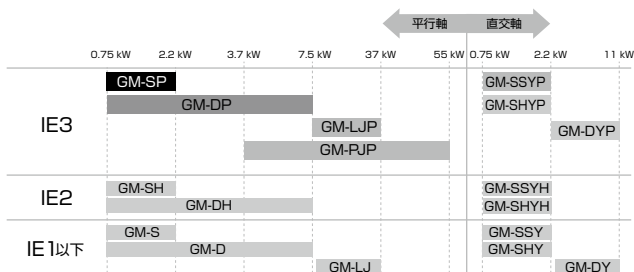 平行軸 直交軸
0.75 kW 2.2 kW 3.7 kW 7.5 kW 37 kW 55 kW 0.75 kW 2.2 kW 11 kW
GM-SP GM-SSYP
GM-DP GM-SHYP
IE3 GM-LJP GM-DYP
GM-PJP
IE2 GM-SH GM-SSYH
GM-DH GM-SHYH
GM-S GM-SSY
IE1以下 GM-D GM-SHY
GM-LJ GM-DY